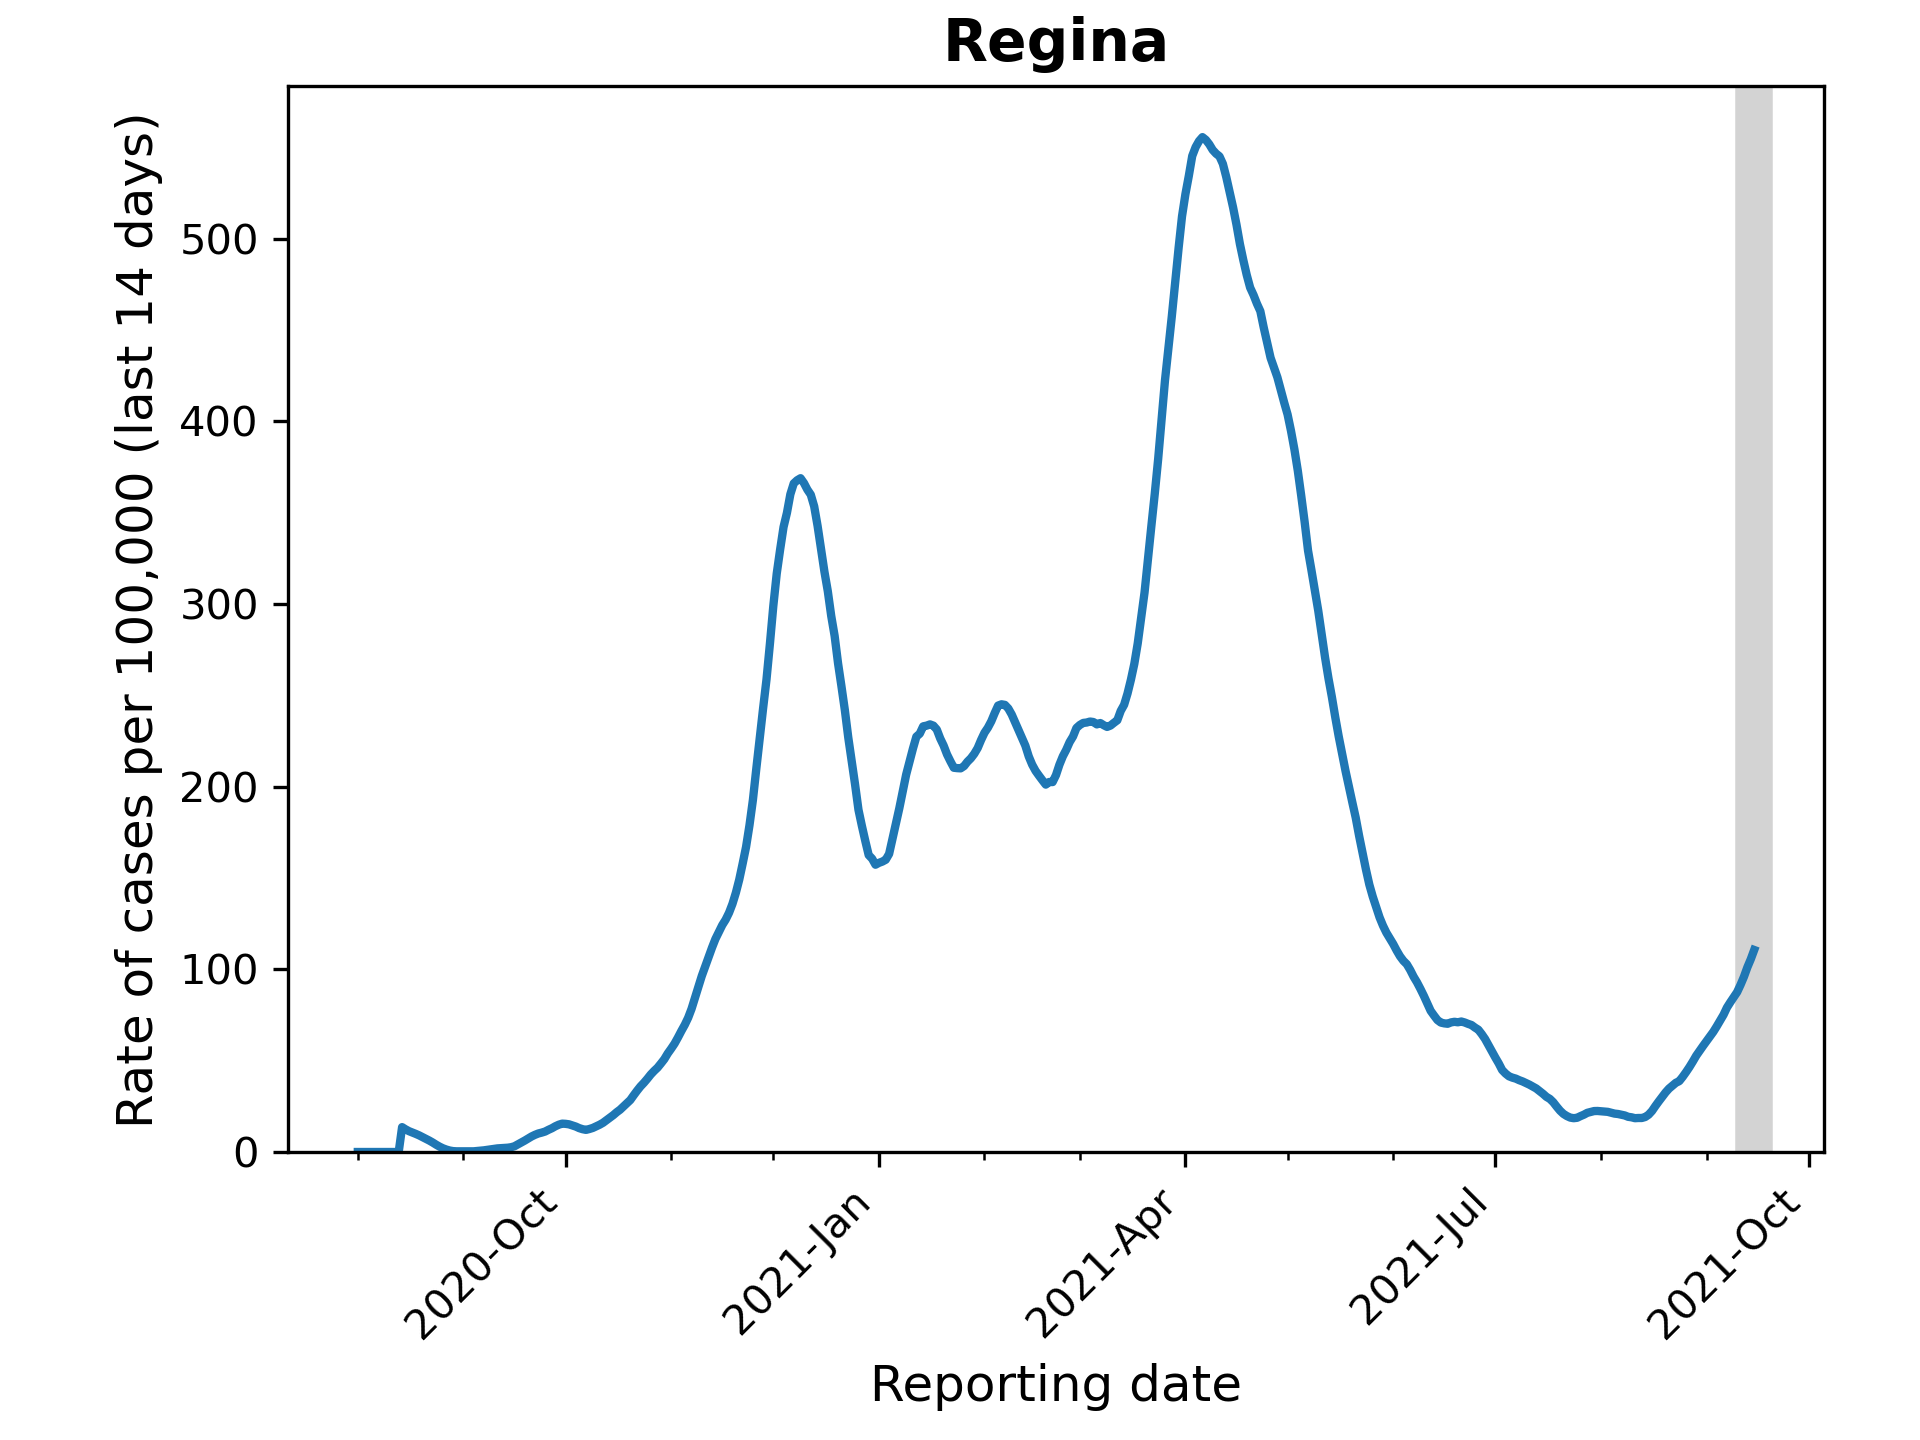 Regina
Rate of cases per 100,000 (last 14 days)
500
400
300
200
100
0
2020-Oct
2021-Jan
2021-Apr
2021-Jul
2021-Oct
Reporting date